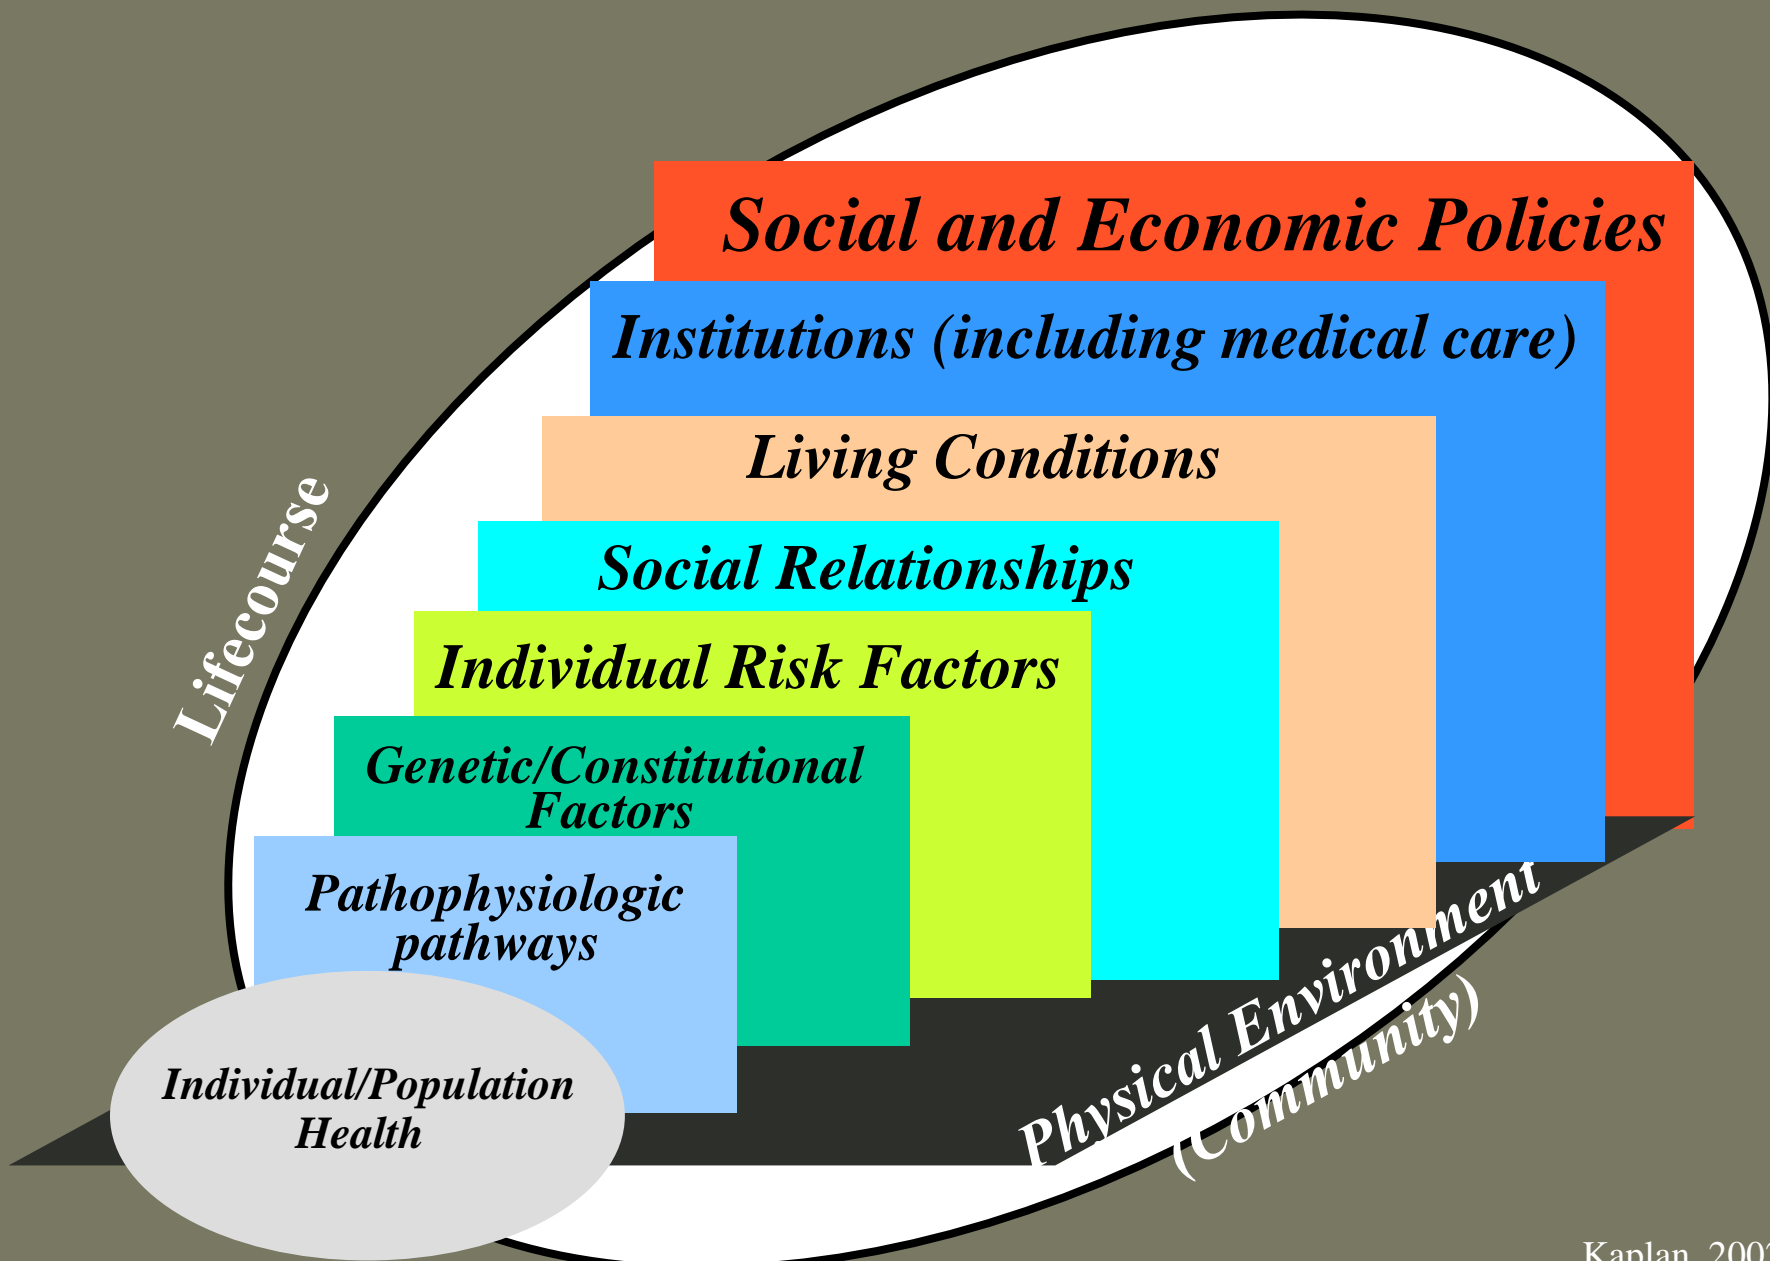 Social and Economic Policies
Institutions (including medical care)
Living Conditions
Social Relationships
Individual Risk Factors
Genetic/Constitutional
Factors
Pathophysiologic
pathways
Individual/Population
Health
Lifecourse
Physical Environment
(Community)
Kaplan,